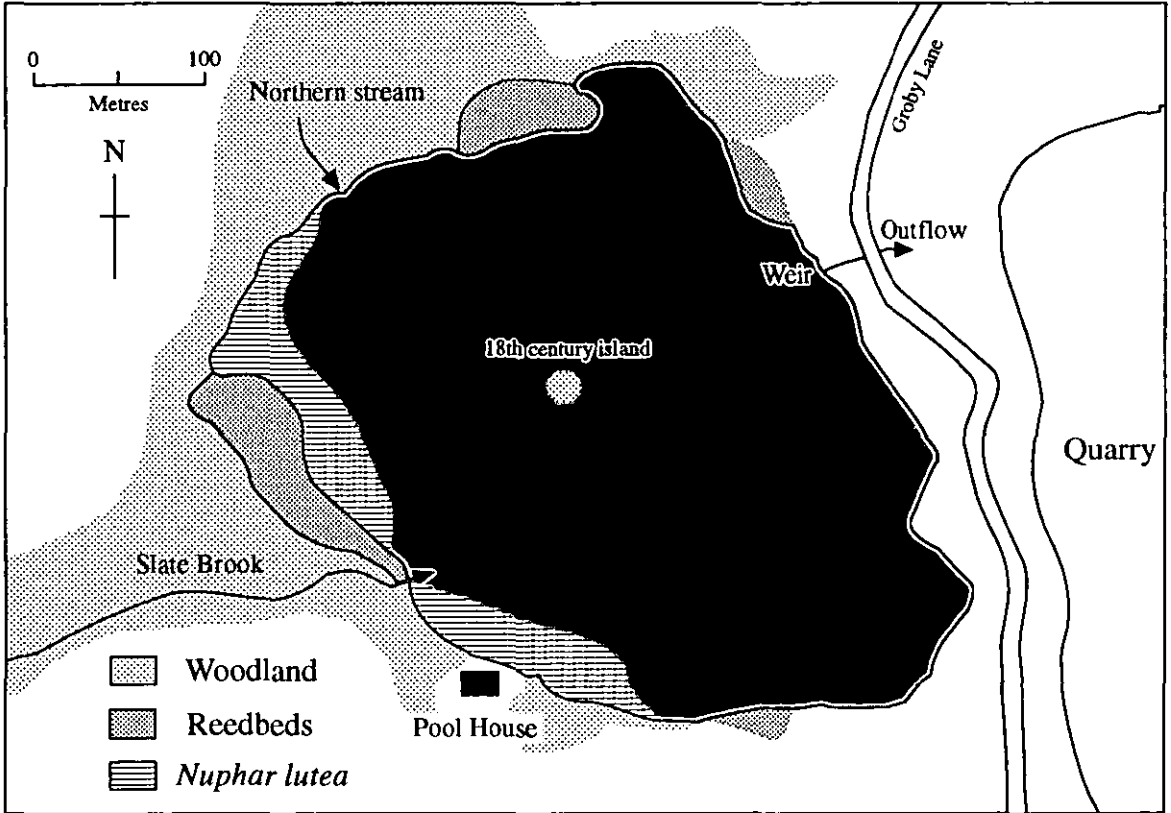 0 100
Metres
N
Northern stream
Groby Lane
Outflow
Weir
18th century island
Quarry
Slate Brook
Woodland
Reedbeds
Nuphar lutea
Pool House